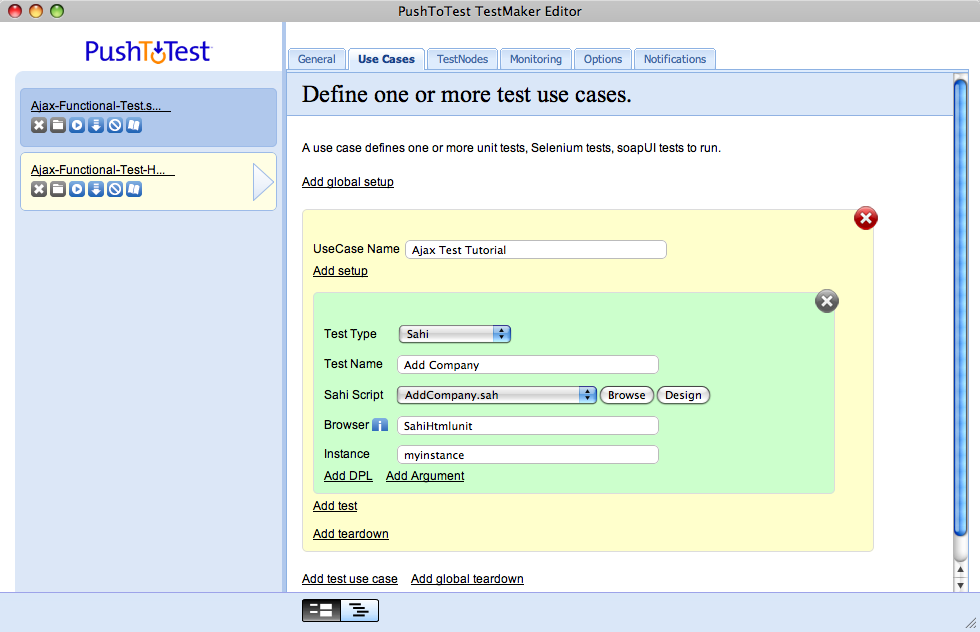 PushToTest TestMaker Editor
PushToTest
General Use Cases TestNodes Monitoring Options Notifications
Ajax-Functional-Test.s...
Ajax-Functional-Test-H...
Define one or more test use cases.
A use case defines one or more unit tests, Selenium tests, soapUI tests to run.
Add global setup
UseCase Name Ajax Test Tutorial
Add setup
Test Type Sahi
Test Name Add Company
Sahi Script AddCompany.sah Browse Design
Browser i SahiHtmlunit
Instance myinstance
Add DPL Add Argument
Add test
Add teardown
Add test use case Add global teardown